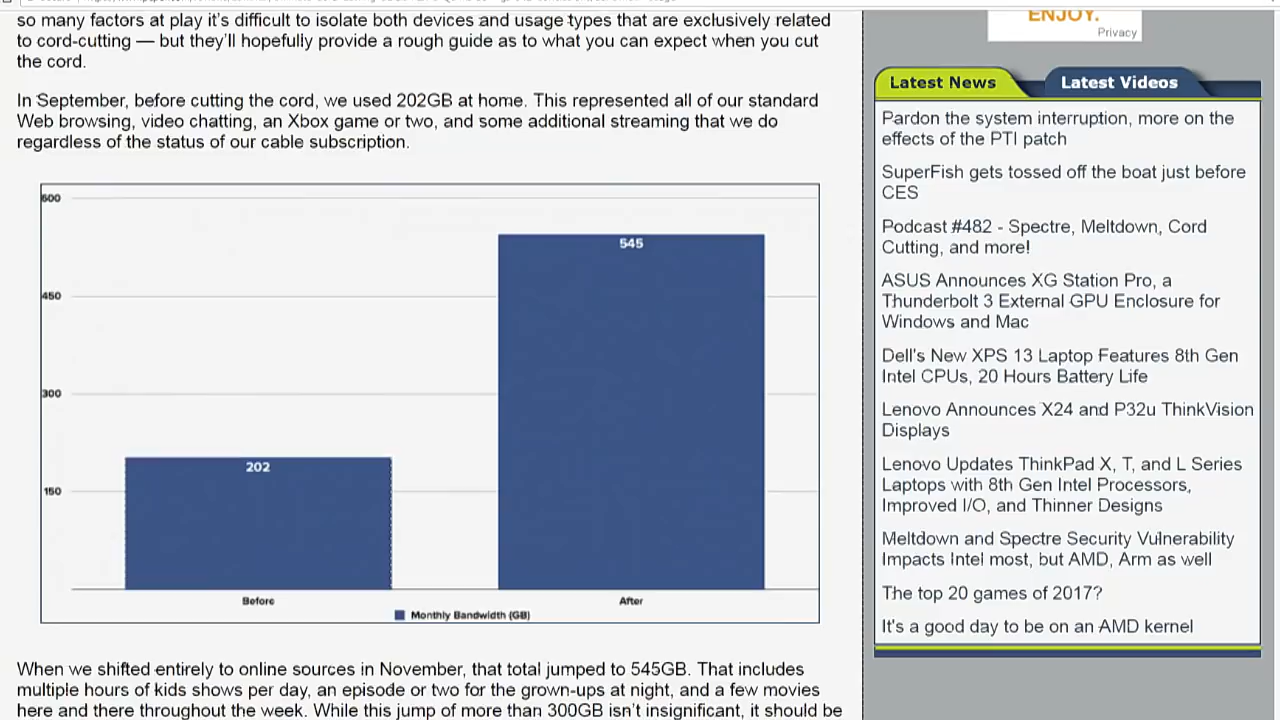 so many factors at play it's difficult to isolate both devices and usage types that are exclusively related
to cord-cutting — but they'll hopefully provide a rough guide as to what you can expect when you cut
the cord.
In September, before cutting the cord, we used 202GB at home. This represented all of our standard
Web browsing, video chatting, an Xbox game or two, and some additional streaming that we do
regardless of the status of our cable subscription.
600
545
450
300
202
150
Before
After
Monthly Bandwidth (GB)
When we shifted entirely to online sources in November, that total jumped to 545GB. That includes
multiple hours of kids shows per day, an episode or two for the grown-ups at night, and a few movies
here and there throughout the week. While this jump of more than 300GB isn't insignificant, it should be
ENJOY.
Privacy
Latest News
Latest Videos
Pardon the system interruption, more on the
effects of the PTI patch
SuperFish gets tossed off the boat just before
CES
Podcast #482 - Spectre, Meltdown, Cord
Cutting, and more!
ASUS Announces XG Station Pro, a
Thunderbolt 3 External GPU Enclosure for
Windows and Mac
Dell's New XPS 13 Laptop Features 8th Gen
Intel CPUs, 20 Hours Battery Life
Lenovo Announces X24 and P32u ThinkVision
Displays
Lenovo Updates ThinkPad X, T, and L Series
Laptops with 8th Gen Intel Processors,
Improved I/O, and Thinner Designs
Meltdown and Spectre Security Vulnerability
Impacts Intel most, but AMD, Arm as well
The top 20 games of 2017?
It's a good day to be on an AMD kernel